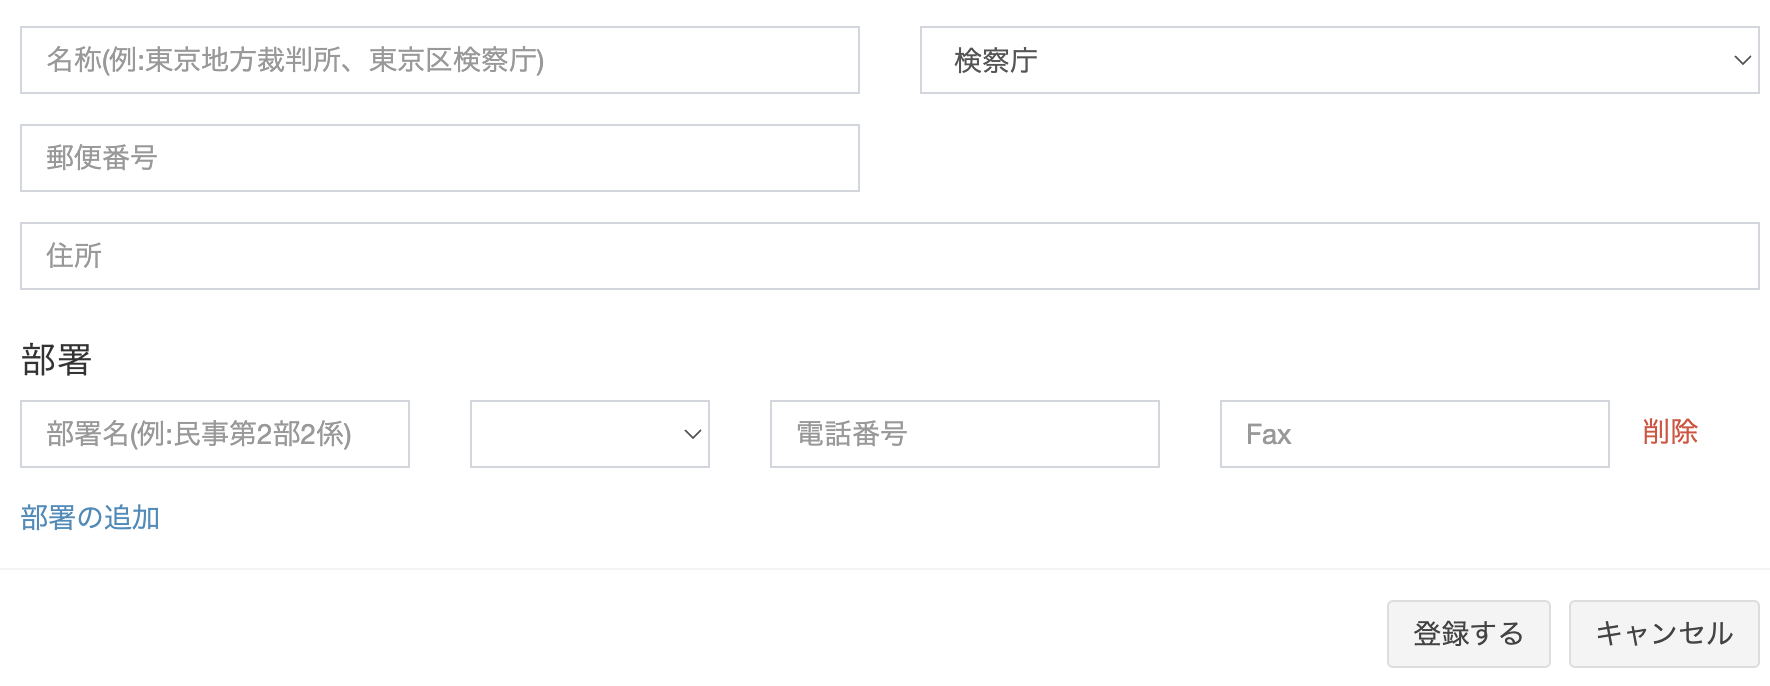 名称(例:東京地方裁判所、東京区検察庁)
検察庁
郵便番号
住所
部署
部署名(例:民事第2部2係)
電話番号
Fax
削除
部署の追加
登録する
キャンセル